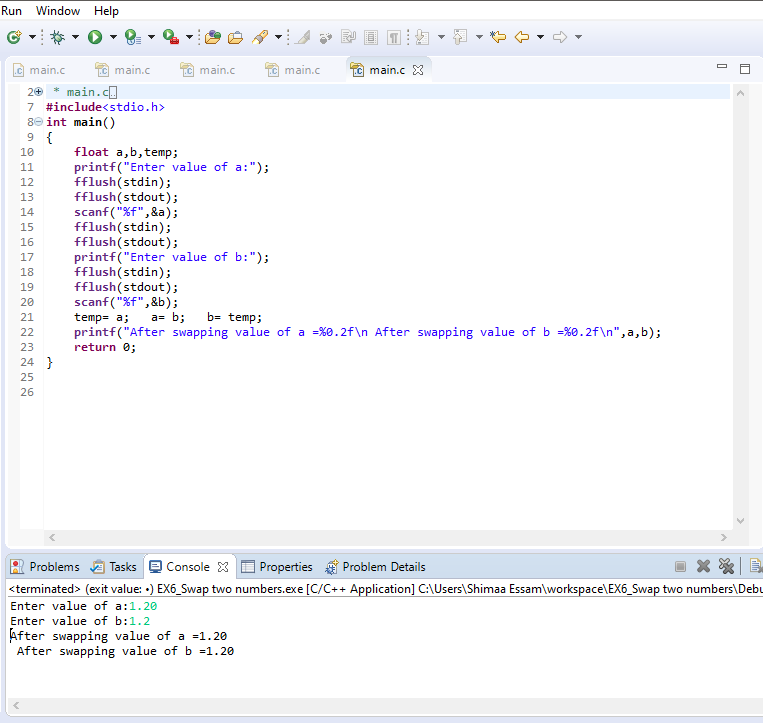 Run Window Help
main.c main.c main.c main.c main.c
2 * main.c
7 #include<stdio.h>
8 int main()
9 {
10 float a,b,temp;
11 printf("Enter value of a:");
12 fflush(stdin);
13 fflush(stdout);
14 scanf("%f",&a);
15 fflush(stdin);
16 fflush(stdout);
17 printf("Enter value of b:");
18 fflush(stdin);
19 fflush(stdout);
20 scanf("%f",&b);
21 temp= a; a= b; b= temp;
22 printf("After swapping value of a =%0.2f\n After swapping value of b =%0.2f\n",a,b);
23 return 0;
24 }
25
26
Problems Tasks Console Properties Problem Details
<terminated> (exit value: •) EX6_Swap two numbers.exe [C/C++ Application] C:\Users\Shimaa Essam\workspace\EX6_Swap two numbers\Debu
Enter value of a:1.20
Enter value of b:1.2
After swapping value of a =1.20
After swapping value of b =1.20